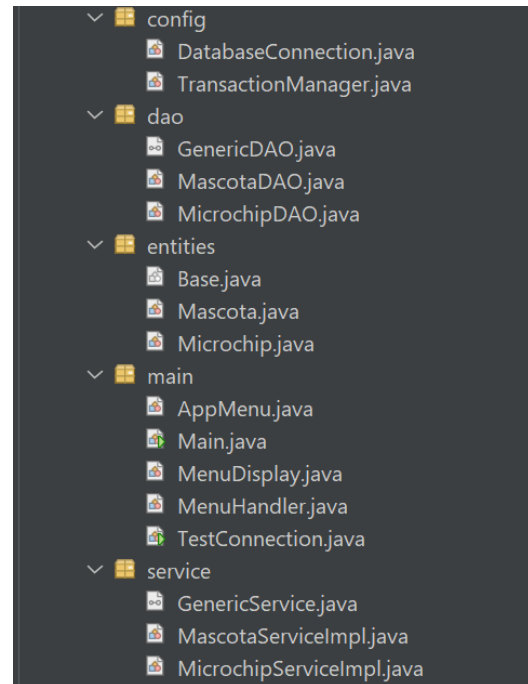 config
DatabaseConnection.java
TransactionManager.java
dao
GenericDAO.java
MascotaDAO.java
MicrochipDAO.java
entities
Base.java
Mascota.java
Microchip.java
main
AppMenu.java
Main.java
MenuDisplay.java
MenuHandler.java
TestConnection.java
service
GenericService.java
MascotaServiceImpl.java
MicrochipServiceImpl.java